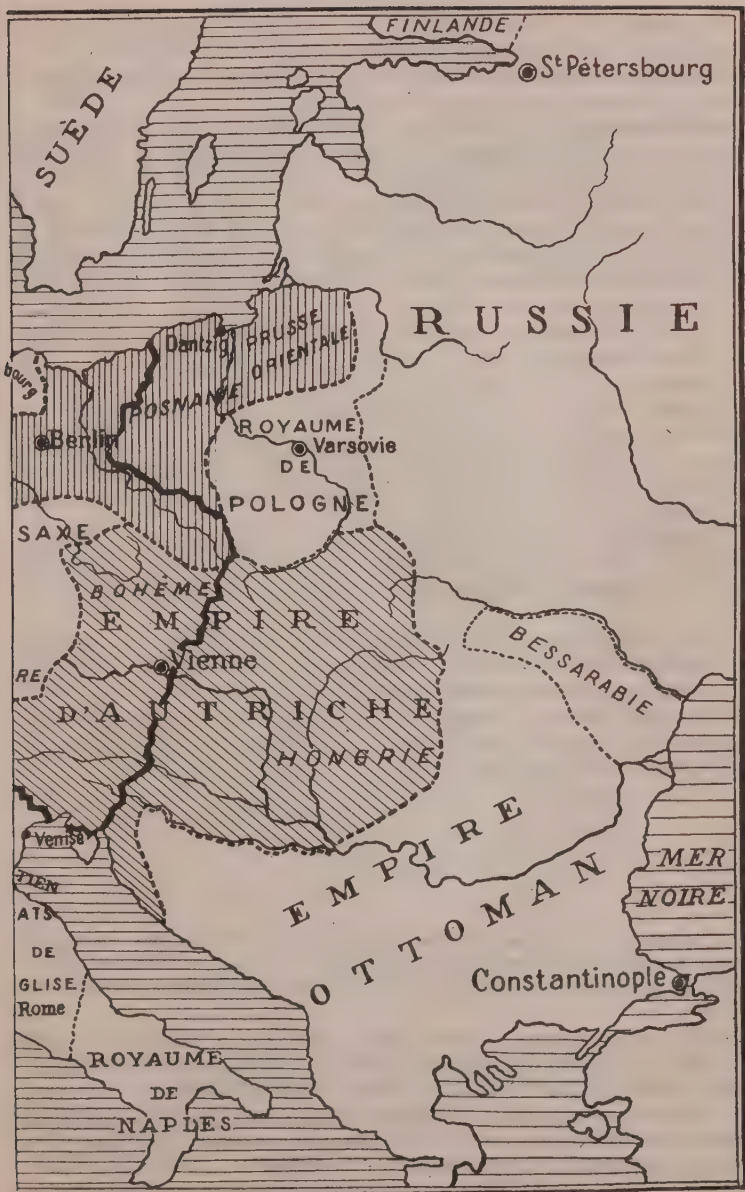 FINLANDE
St Pétersbourg
SUÈDE
RUSSIE
Dantzig
PRUSSE
ORIENTALE
bourg
POSNANIE
Berlin
ROYAUME
Varsovie
DE
POLOGNE
SAXE
BOHÊME
EMPIRE
Vienne
BESSARABIE
RE
D'AUTRICHE
HONGRIE
EMPIRE
OTTOMAN
Venise
MER
NOIRE
TIEN
ATS
DE
GLISE
Rome
Constantinople
ROYAUME
DE
NAPLES